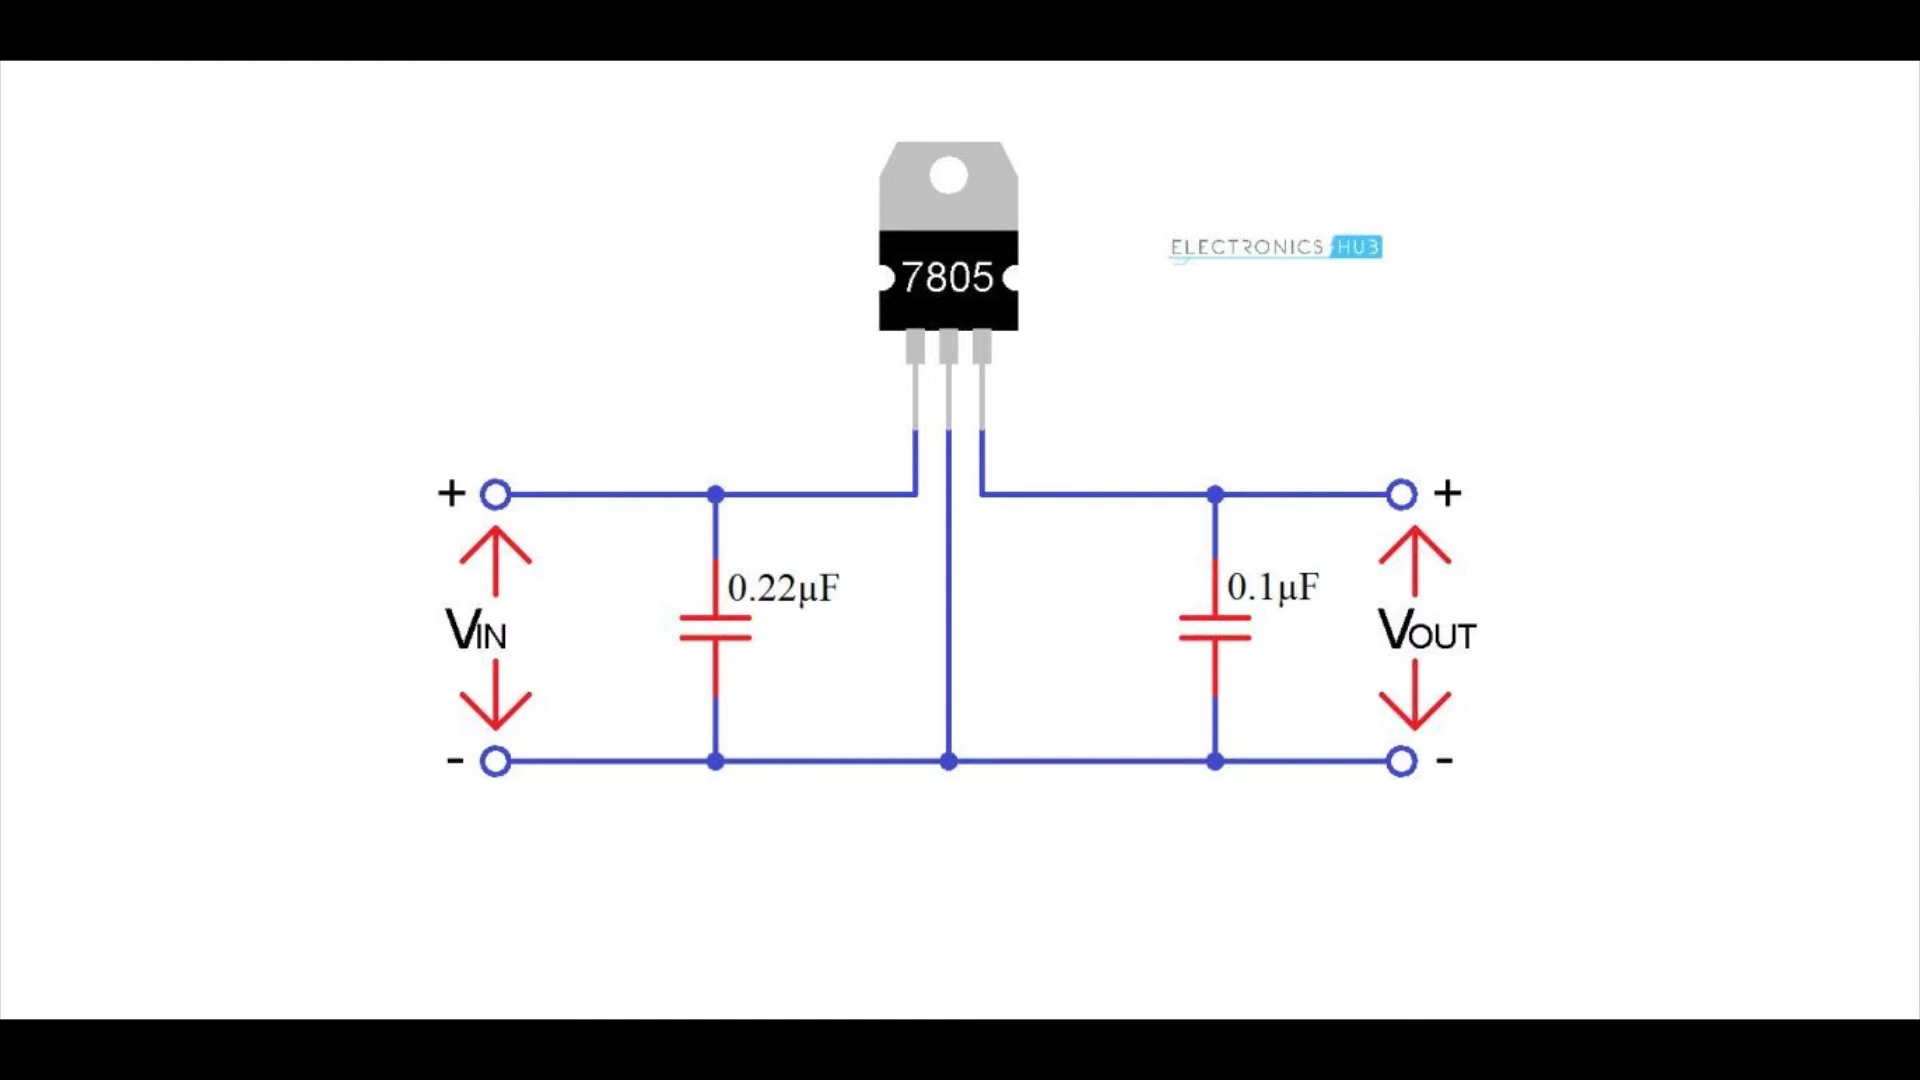 7805
ELECTRONICS HUB
+ +
0.22µF 0.1µF
VIN VOUT
- -